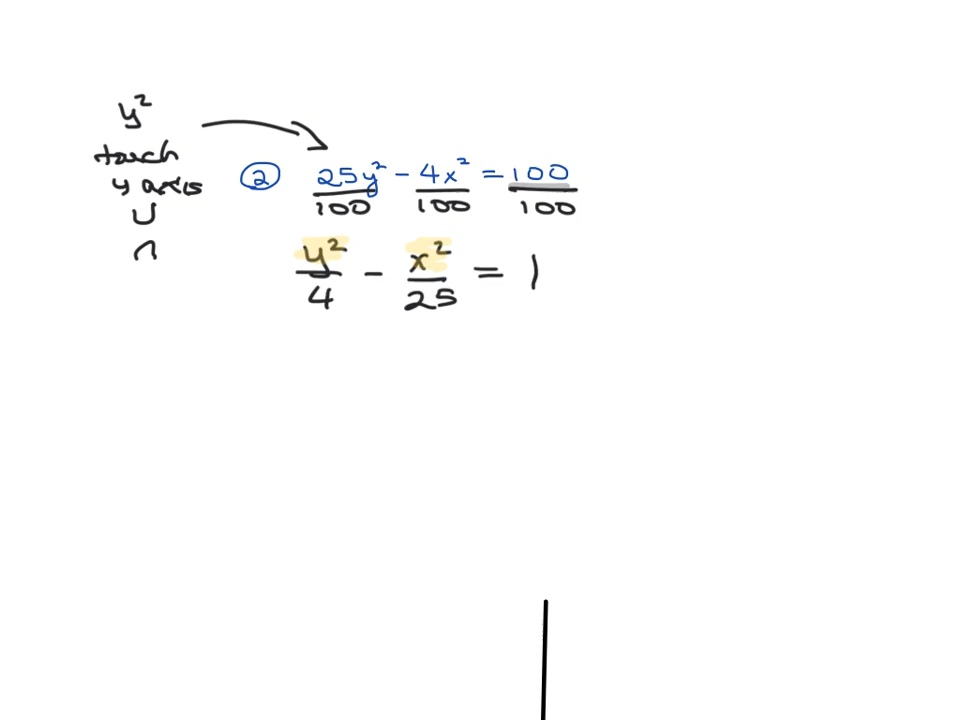 y²
touch
y axis
∪
∩
② 25y²/100 - 4x²/100 = 100/100
y²/4 - x²/25 = 1